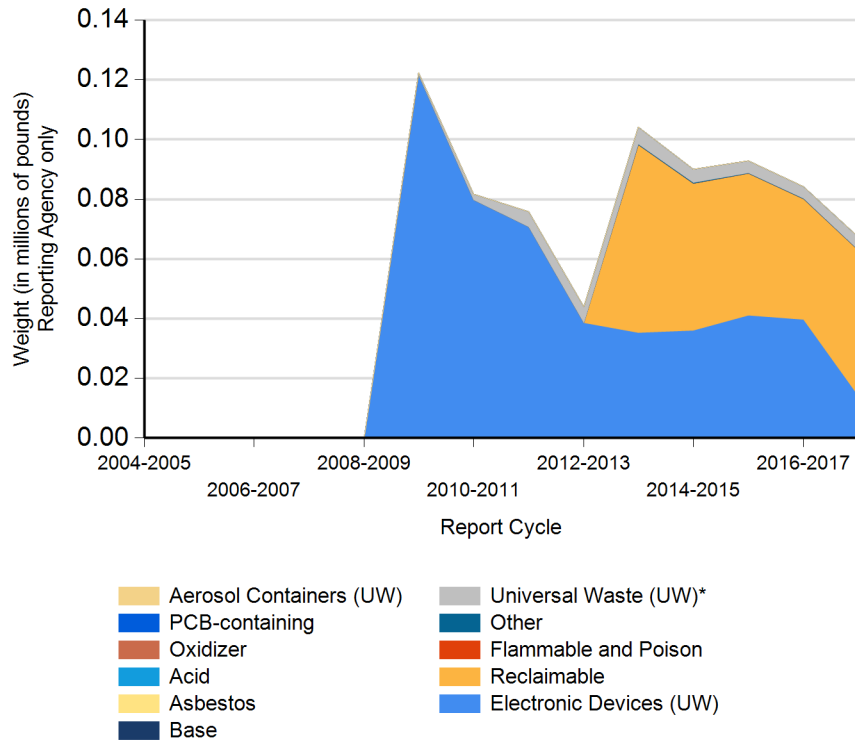 0.14
0.12
0.10
0.08
0.06
0.04
0.02
0.00
Weight (in millions of pounds)
Reporting Agency only
2004-2005
2006-2007
2008-2009
2010-2011
2012-2013
2014-2015
2016-2017
Report Cycle
Aerosol Containers (UW)
PCB-containing
Oxidizer
Acid
Asbestos
Base
Universal Waste (UW)*
Other
Flammable and Poison
Reclaimable
Electronic Devices (UW)